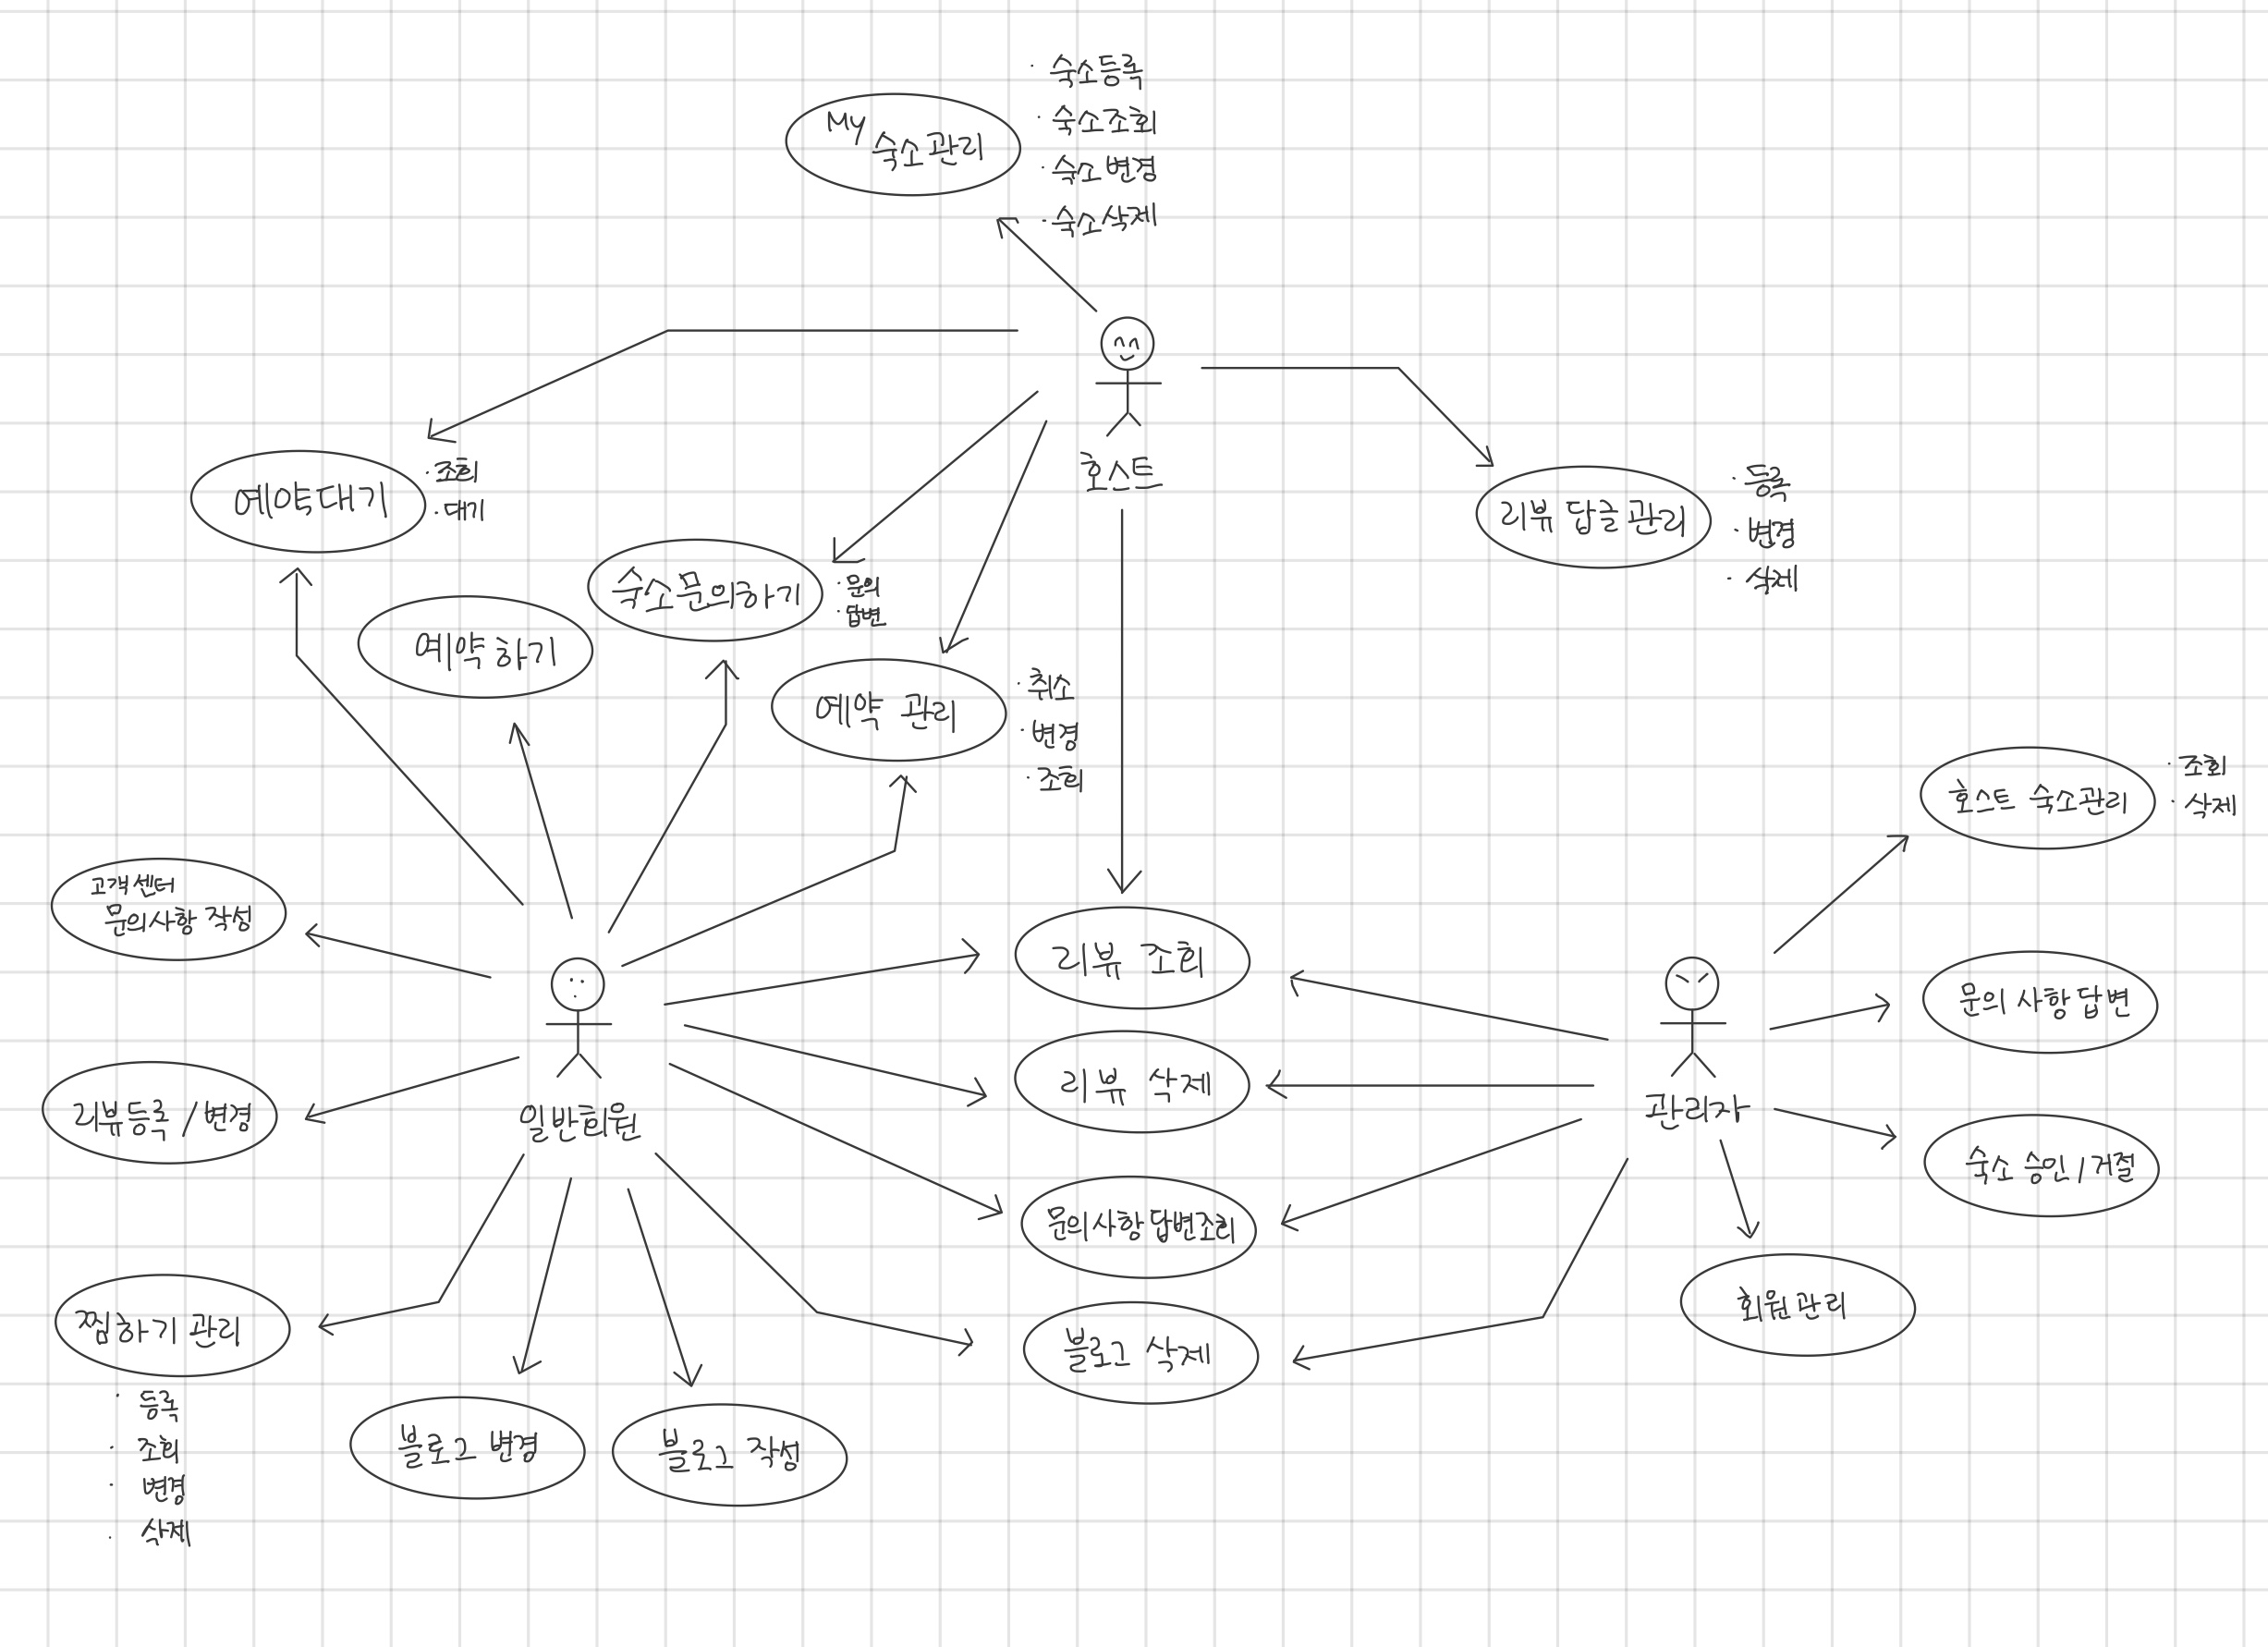 · 숙소등록
My
숙소관리
· 숙소조회
· 숙소변경
· 숙소삭제
호스트
예약대기
· 조회
· 대기
리뷰 답글 관리
· 등록
· 변경
· 삭제
숙소문의하기
· 문의
· 답변
예약 하기
예약 관리
· 취소
· 변경
· 조회
호스트 숙소관리
· 조회
· 삭제
고객센터
문의사항 작성
리뷰 조회
문의 사항 답변
리뷰 삭제
리뷰등록 / 변경
일반회원
관리자
숙소 승인 / 거절
문의사항 답변조회
찜하기 관리
· 등록
· 조회
· 변경
· 삭제
회원관리
블로그 삭제
블로그 변경
블로그 작성